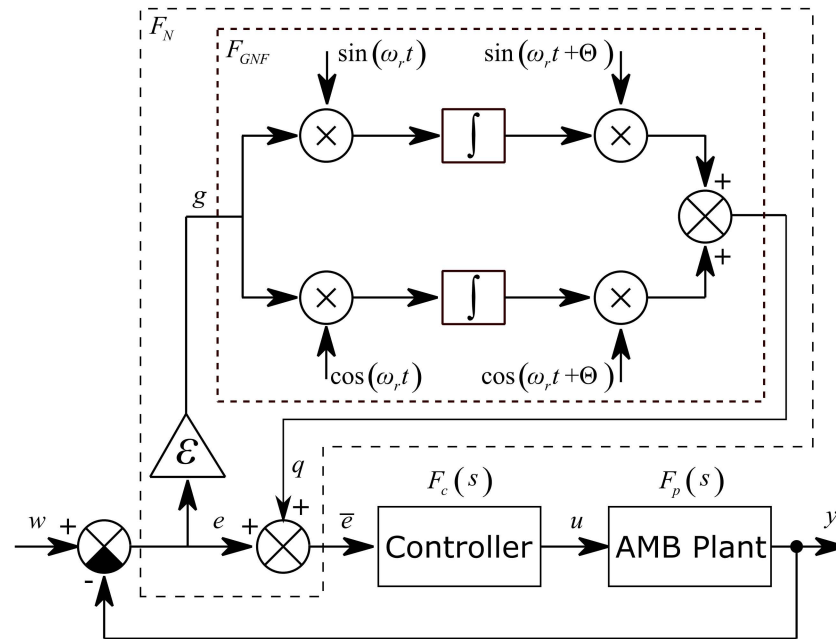 F_N
F_GNF
sin(ω_r t)
sin(ω_r t+Θ)
×
∫
×
g
+
+
×
∫
×
cos(ω_r t)
cos(ω_r t+Θ)
ε
q
F_c(s)
F_p(s)
w
+
e
+
+
e̅
Controller
u
AMB Plant
y
-